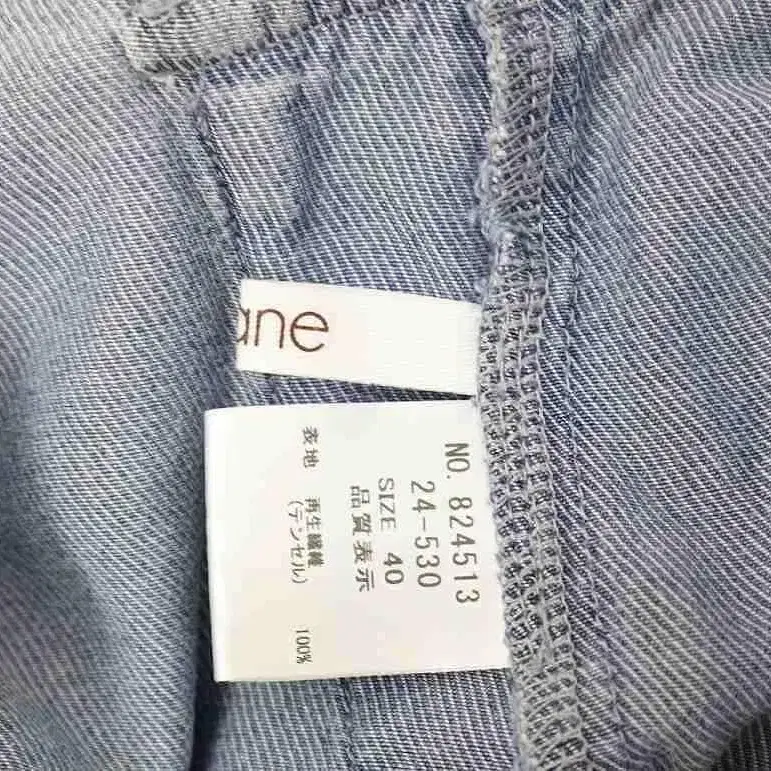 ane
NO. 824513
24-530
SIZE 40
品質表示
表地 再生繊維 100%
(テンセル)